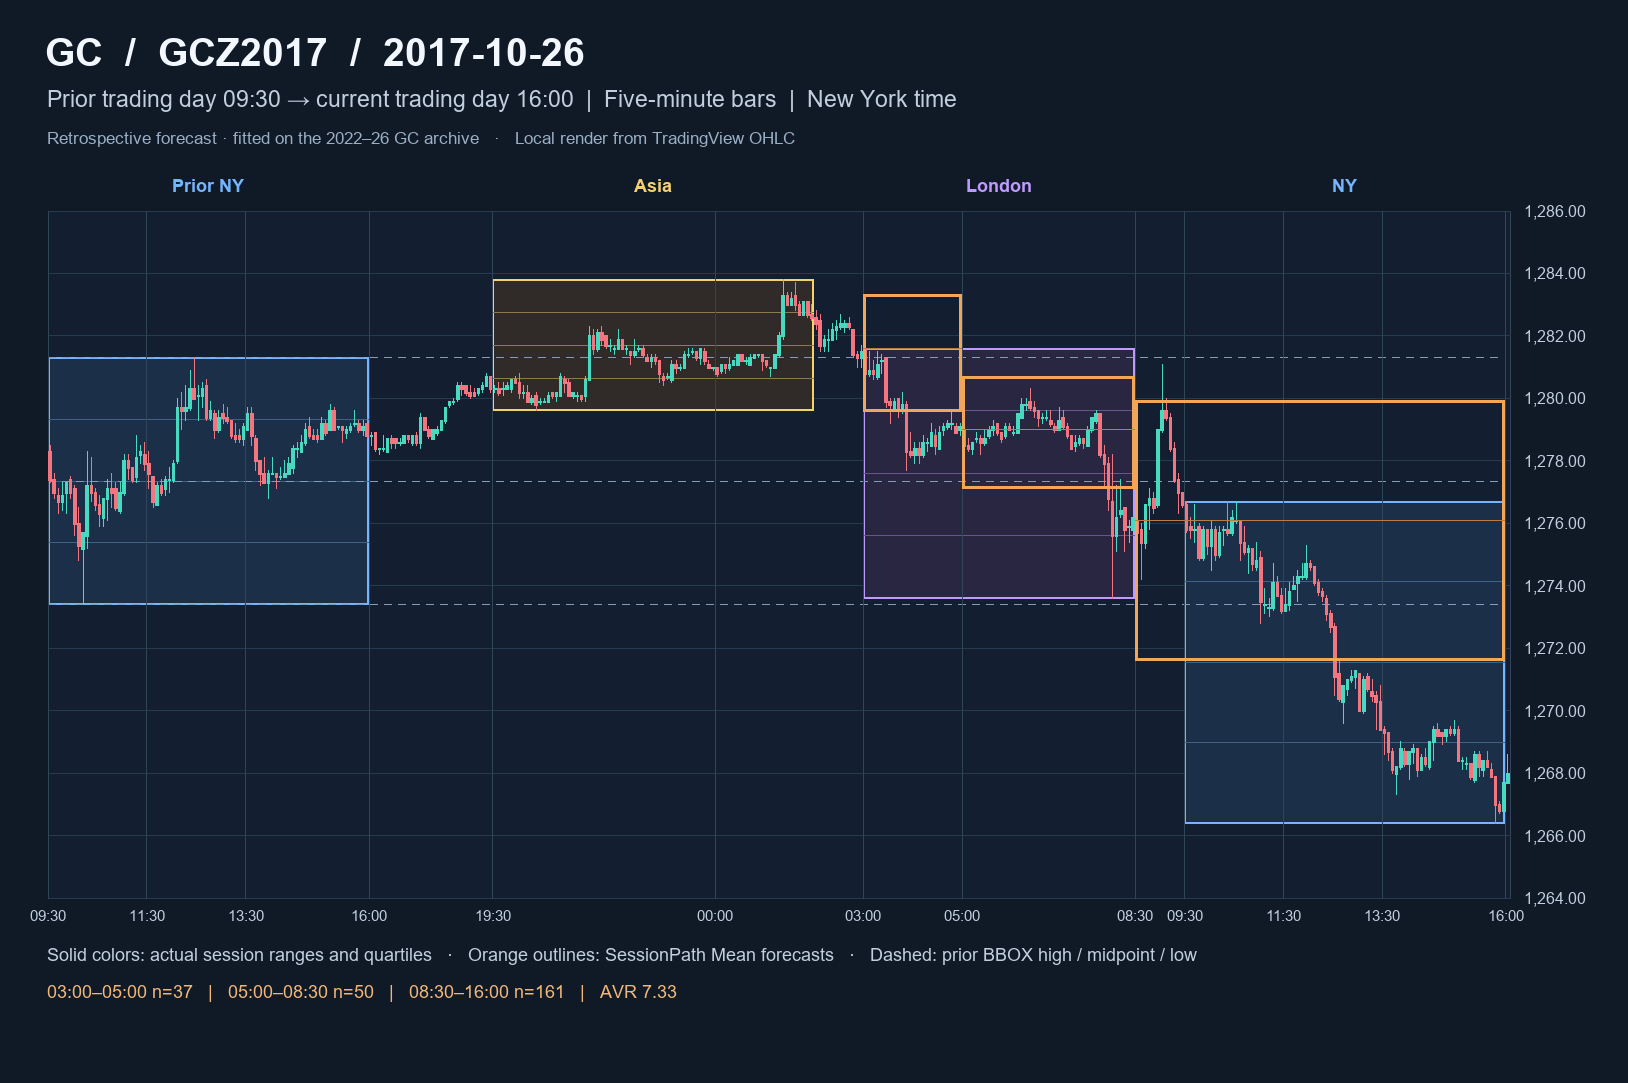 GC / GCZ2017 / 2017-10-26
Prior trading day 09:30 → current trading day 16:00 | Five-minute bars | New York time
Retrospective forecast · fitted on the 2022–26 GC archive · Local render from TradingView OHLC
Prior NY Asia London NY
1,286.00
1,284.00
1,282.00
1,280.00
1,278.00
1,276.00
1,274.00
1,272.00
1,270.00
1,268.00
1,266.00
1,264.00
09:30 11:30 13:30 16:00 19:30 00:00 03:00 05:00 08:30 09:30 11:30 13:30 16:00
Solid colors: actual session ranges and quartiles · Orange outlines: SessionPath Mean forecasts · Dashed: prior BBOX high / midpoint / low
03:00–05:00 n=37 | 05:00–08:30 n=50 | 08:30–16:00 n=161 | AVR 7.33